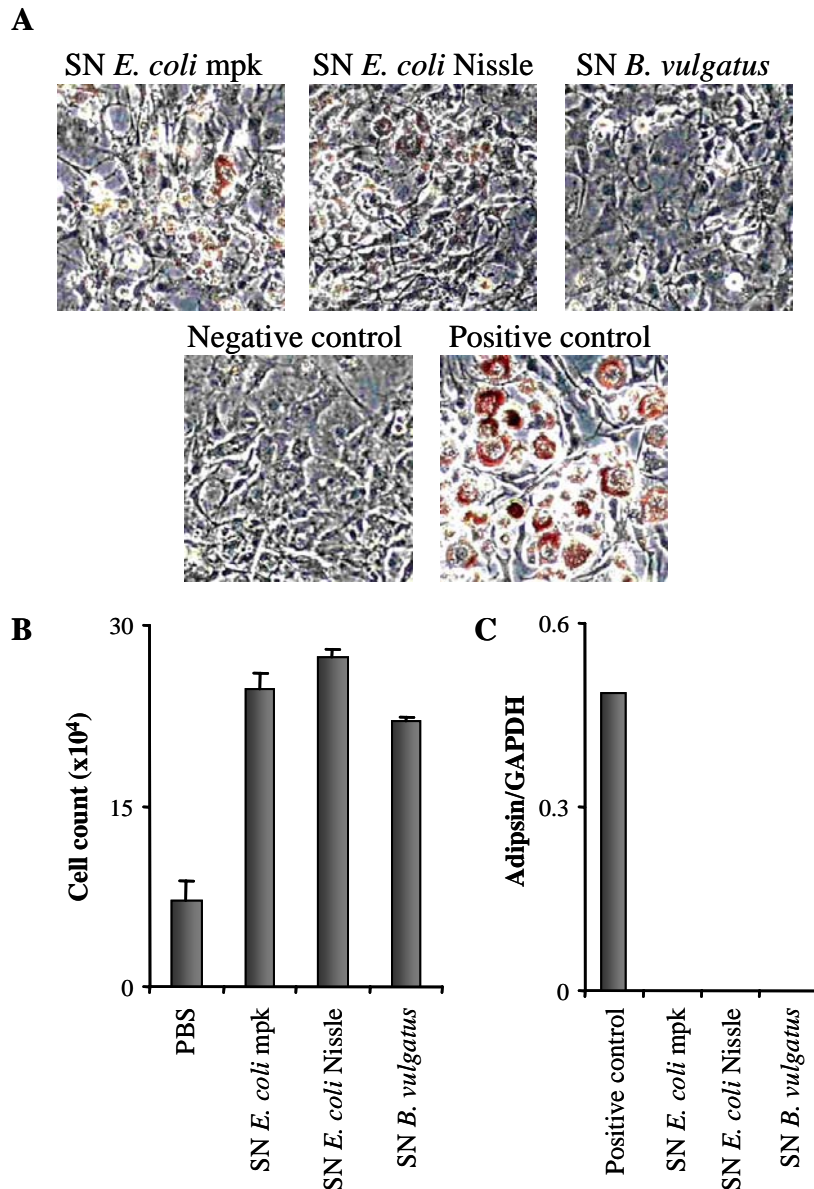 A
SN E. coli mpk
SN E. coli Nissle
SN B. vulgatus
Negative control
Positive control
B
Cell count (x10⁴)
30
15
0
PBS
SN E. coli mpk
SN E. coli Nissle
SN B. vulgatus
C
Adipsin/GAPDH
0.6
0.3
0
Positive control
SN E. coli mpk
SN E. coli Nissle
SN B. vulgatus